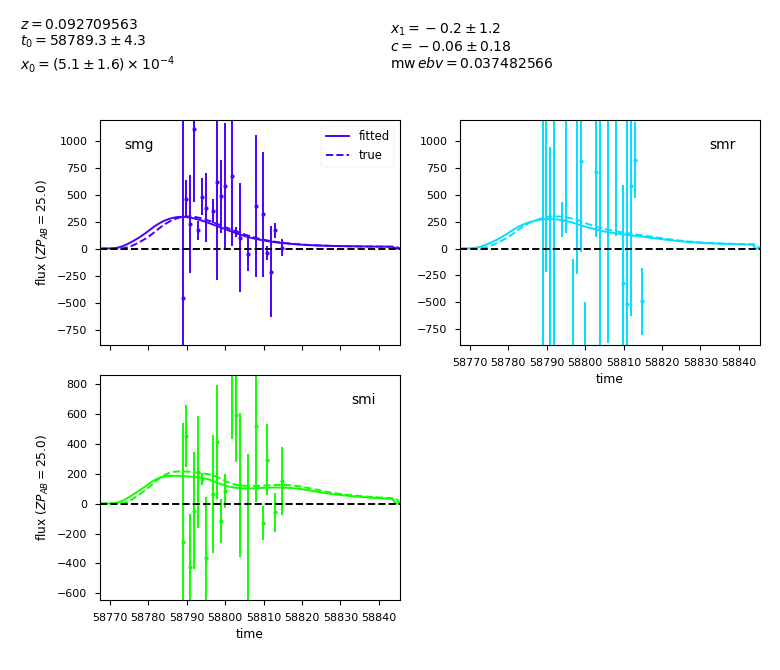 z = 0.092709563
t₀ = 58789.3 ± 4.3
x₀ = (5.1 ± 1.6) × 10⁻⁴
x₁ = −0.2 ± 1.2
c = −0.06 ± 0.18
mw ebv = 0.037482566
smg
fitted
true
1000
750
500
250
0
−250
−500
−750
flux (ZP_AB = 25.0)
smr
1000
750
500
250
0
−250
−500
−750
58770 58780 58790 58800 58810 58820 58830 58840
time
smi
800
600
400
200
0
−200
−400
−600
flux (ZP_AB = 25.0)
58770 58780 58790 58800 58810 58820 58830 58840
time